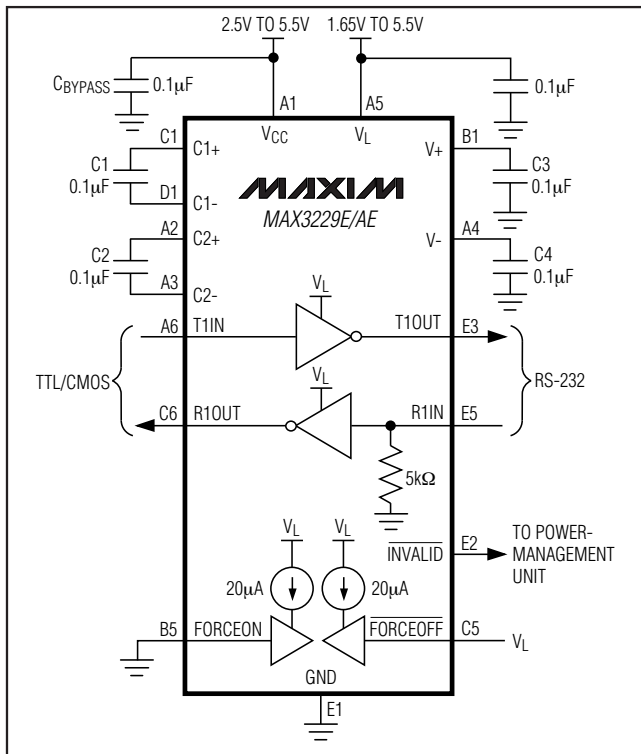 2.5V TO 5.5V 1.65V TO 5.5V
CBYPASS 0.1µF A1 A5 0.1µF
VCC VL
C1 C1+ V+ B1
C1 0.1µF C3 0.1µF
D1 C1-
MAXIM
MAX3229E/AE
A2 C2+ V- A4
C2 0.1µF C4 0.1µF
A3 C2-
VL
A6 T1IN T1OUT E3
TTL/CMOS VL RS-232
C6 R1OUT R1IN E5
5kΩ
INVALID E2 TO POWER-
MANAGEMENT
UNIT
VL VL
20µA 20µA
B5 FORCEON FORCEOFF C5 VL
GND
E1